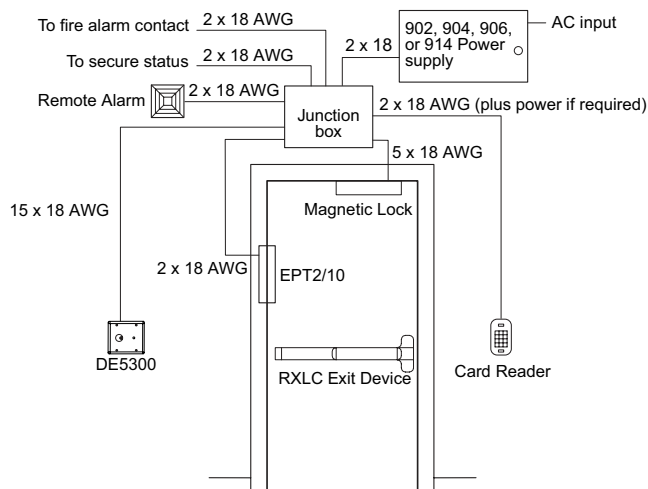 To fire alarm contact
2 x 18 AWG
902, 904, 906,
or 914 Power
supply
AC input
To secure status
2 x 18 AWG
2 x 18
Remote Alarm
2 x 18 AWG
Junction
box
2 x 18 AWG (plus power if required)
5 x 18 AWG
15 x 18 AWG
Magnetic Lock
2 x 18 AWG
EPT2/10
DE5300
RXLC Exit Device
Card Reader